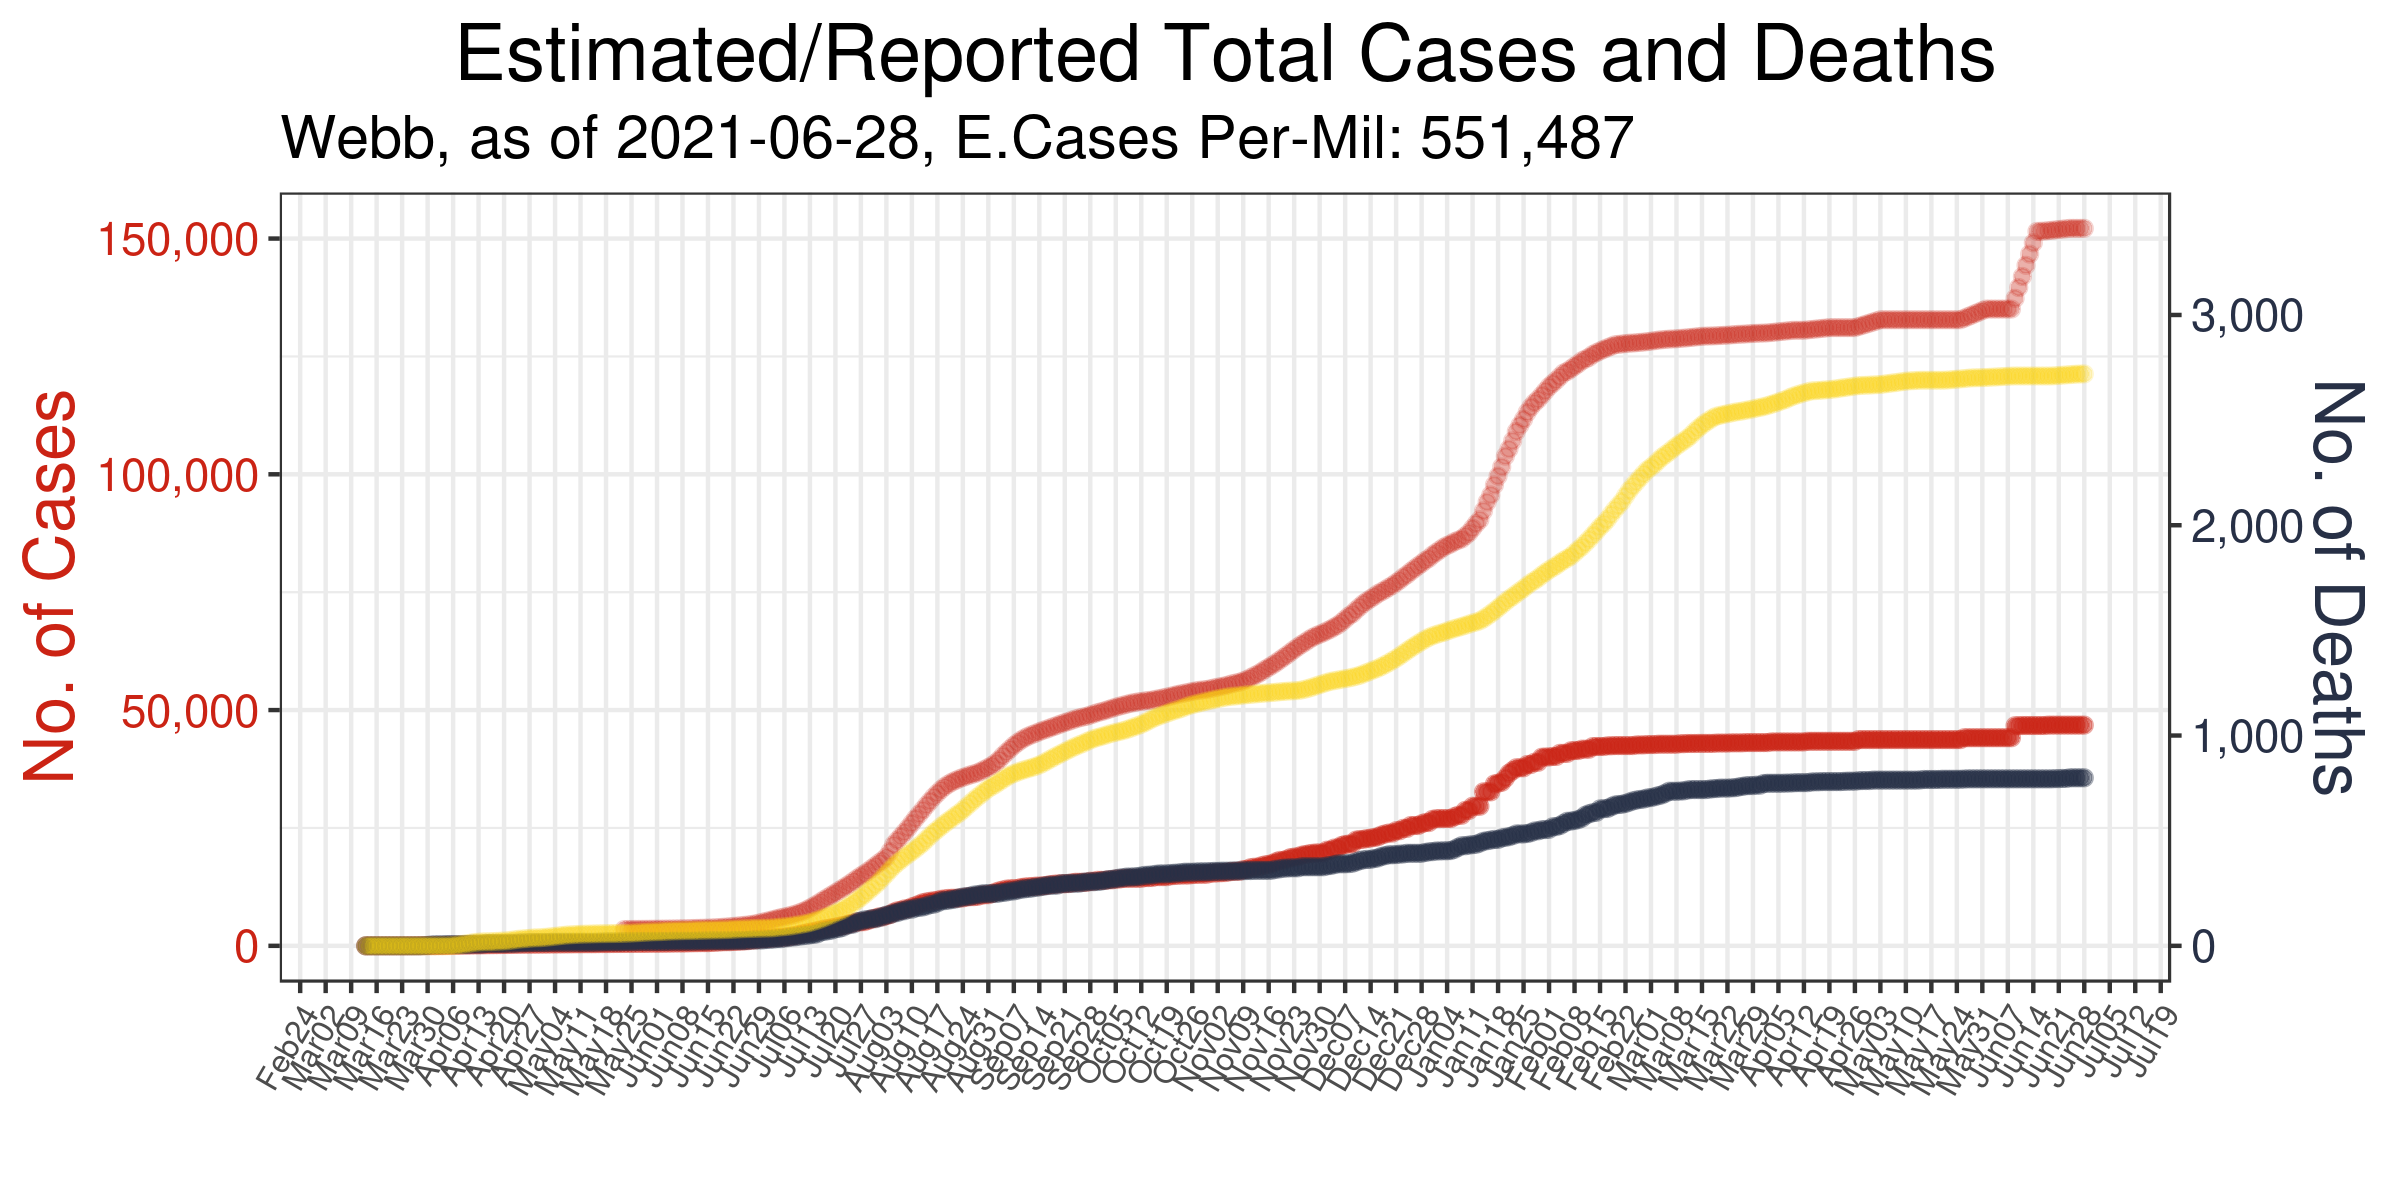 Estimated/Reported Total Cases and Deaths
Webb, as of 2021-06-28, E.Cases Per-Mil: 551,487
No. of Cases
150,000
100,000
50,000
0
3,000
2,000
1,000
0
No. of Deaths
Feb24
Mar02
Mar09
Mar16
Mar23
Mar30
Apr06
Apr13
Apr20
Apr27
May04
May11
May18
May25
Jun01
Jun08
Jun15
Jun22
Jun29
Jul06
Jul13
Jul20
Jul27
Aug03
Aug10
Aug17
Aug24
Aug31
Sep07
Sep14
Sep21
Sep28
Oct05
Oct12
Oct19
Oct26
Nov02
Nov09
Nov16
Nov23
Nov30
Dec07
Dec14
Dec21
Dec28
Jan04
Jan11
Jan18
Jan25
Feb01
Feb08
Feb15
Feb22
Mar01
Mar08
Mar15
Mar22
Mar29
Apr05
Apr12
Apr19
Apr26
May03
May10
May17
May24
May31
Jun07
Jun14
Jun21
Jun28
Jul05
Jul12
Jul19